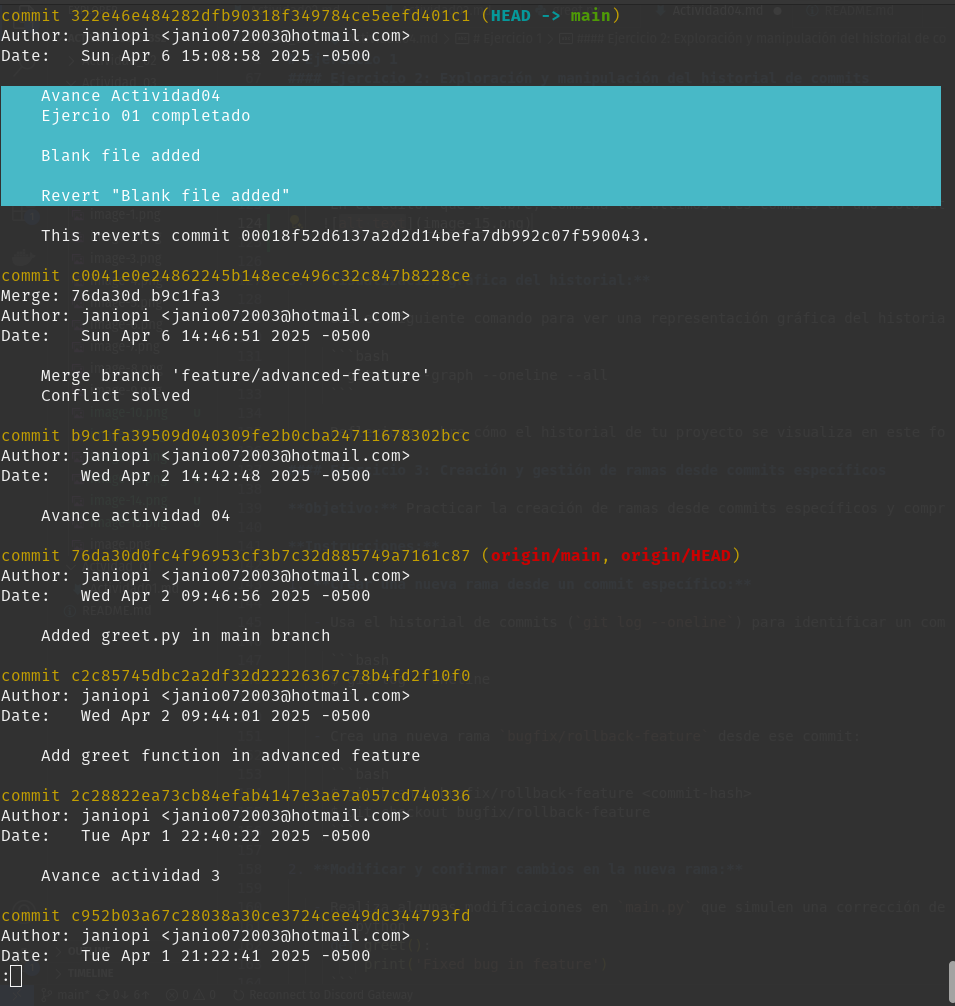 commit 322e46e484282dfb90318f349784ce5eefd401c1 (HEAD -> main)
Author: janiopi <janio072003@hotmail.com>
Date:   Sun Apr 6 15:08:58 2025 -0500
Avance Actividad04
Ejercio 01 completado
Blank file added
Revert "Blank file added"
This reverts commit 00018f52d6137a2d2d14befa7db992c07f590043.
commit c0041e0e24862245b148ece496c32c847b8228ce
Merge: 76da30d b9c1fa3
Author: janiopi <janio072003@hotmail.com>
Date:   Sun Apr 6 14:46:51 2025 -0500
Merge branch 'feature/advanced-feature'
Conflict solved
commit b9c1fa39509d040309fe2b0cba24711678302bcc
Author: janiopi <janio072003@hotmail.com>
Date:   Wed Apr 2 14:42:48 2025 -0500
Avance actividad 04
commit 76da30d0fc4f96953cf3b7c32d885749a7161c87 (origin/main, origin/HEAD)
Author: janiopi <janio072003@hotmail.com>
Date:   Wed Apr 2 09:46:56 2025 -0500
Added greet.py in main branch
commit c2c85745dbc2a2df32d22226367c78b4fd2f10f0
Author: janiopi <janio072003@hotmail.com>
Date:   Wed Apr 2 09:44:01 2025 -0500
Add greet function in advanced feature
commit 2c28822ea73cb84efab4147e3ae7a057cd740336
Author: janiopi <janio072003@hotmail.com>
Date:   Tue Apr 1 22:40:22 2025 -0500
Avance actividad 3
commit c952b03a67c28038a30ce3724cee49dc344793fd
Author: janiopi <janio072003@hotmail.com>
Date:   Tue Apr 1 21:22:41 2025 -0500
: